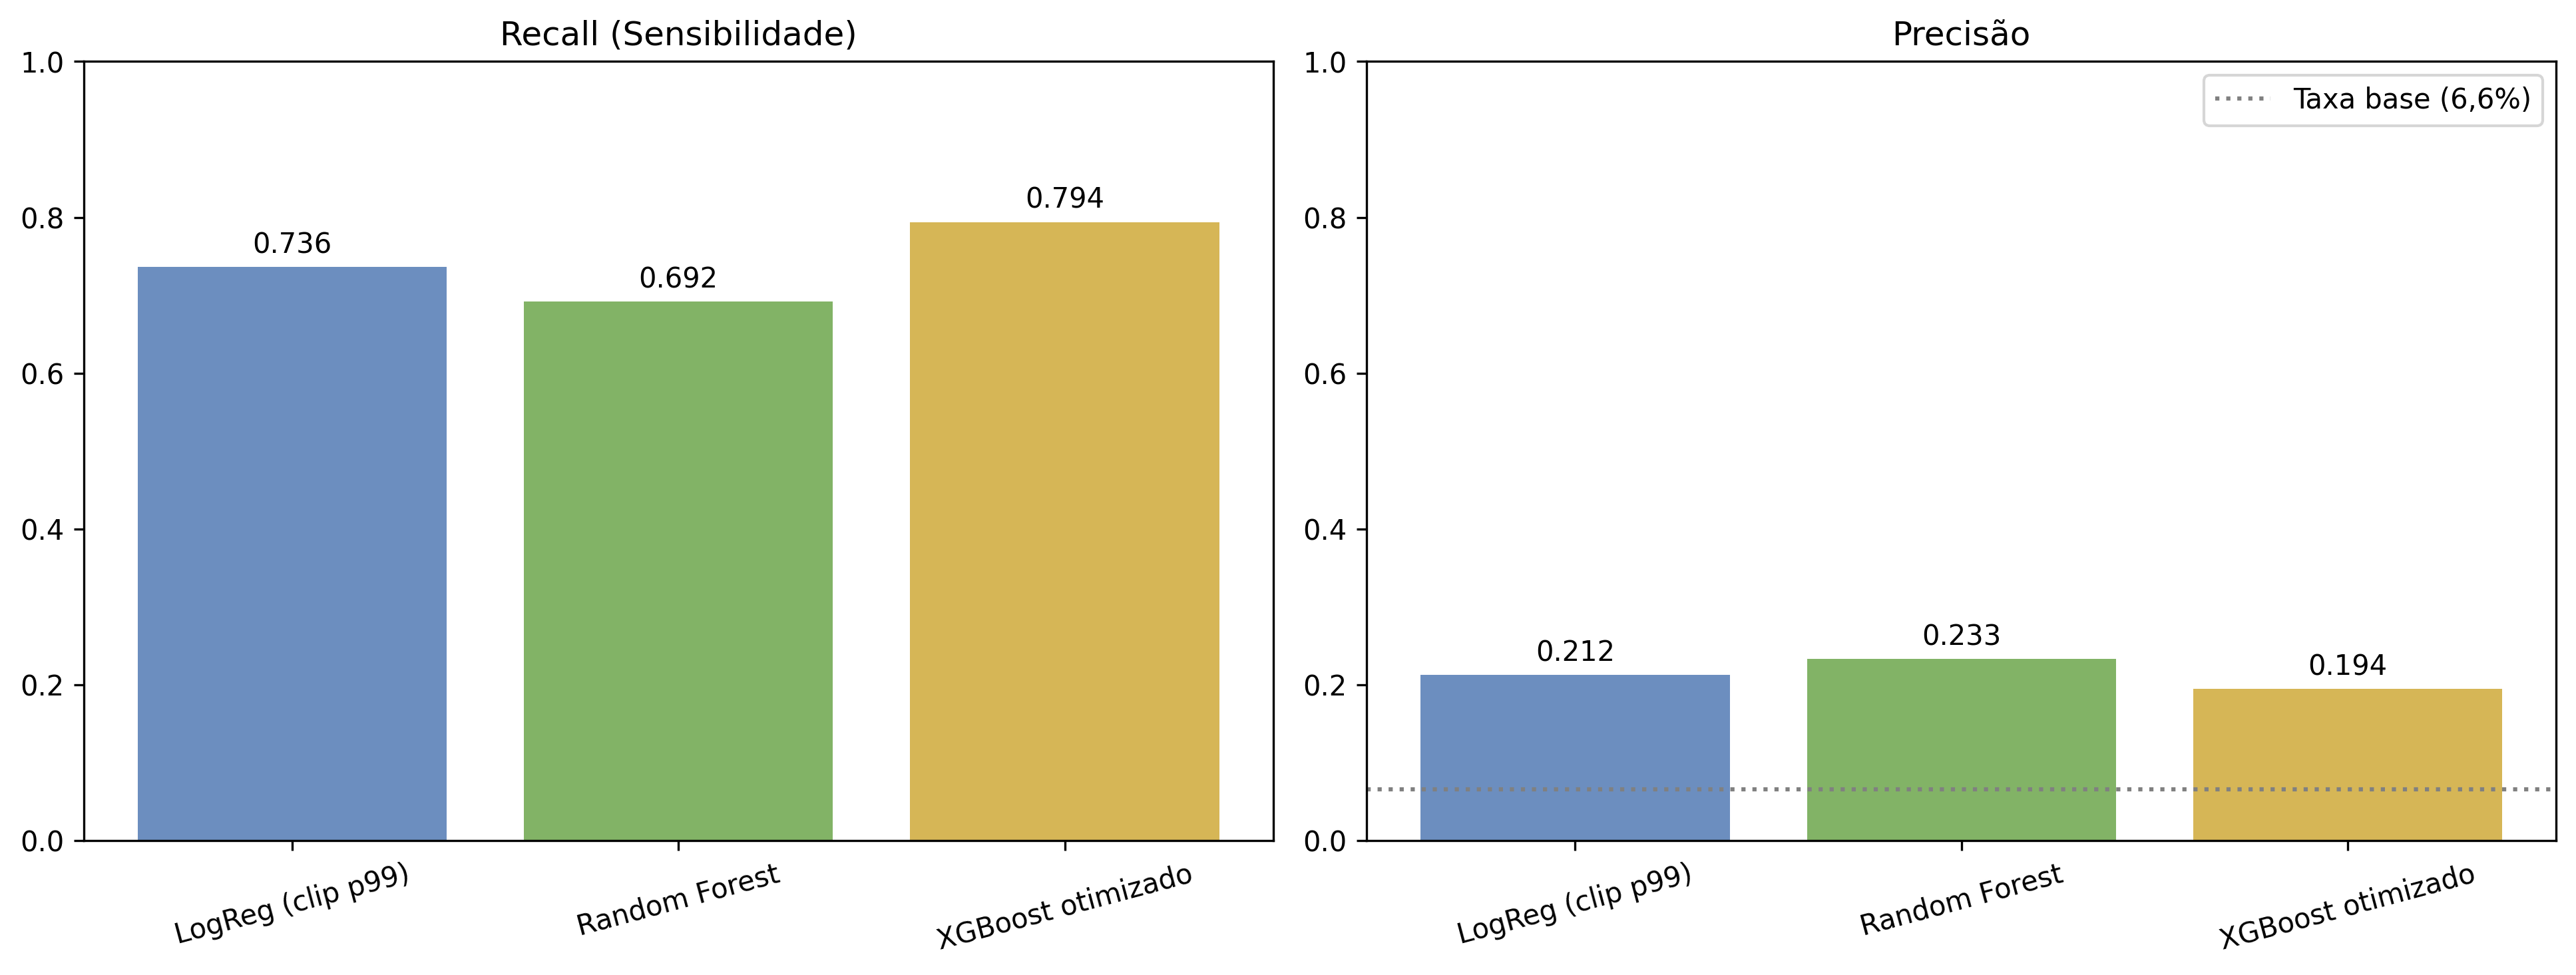 Recall (Sensibilidade)
1.0
0.8
0.6
0.4
0.2
0.0
0.736
0.692
0.794
LogReg (clip p99)
Random Forest
XGBoost otimizado
Precisão
1.0
0.8
0.6
0.4
0.2
0.0
Taxa base (6,6%)
0.212
0.233
0.194
LogReg (clip p99)
Random Forest
XGBoost otimizado